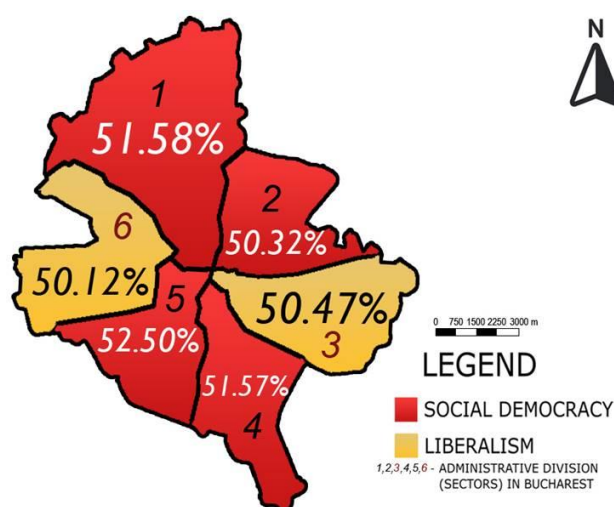 N
1
51.58%
2
50.32%
6
50.12%
5
52.50%
50.47%
3
51.57%
4
0 750 1500 2250 3000 m
LEGEND
SOCIAL DEMOCRACY
LIBERALISM
1,2,3,4,5,6 - ADMINISTRATIVE DIVISION
(SECTORS) IN BUCHAREST